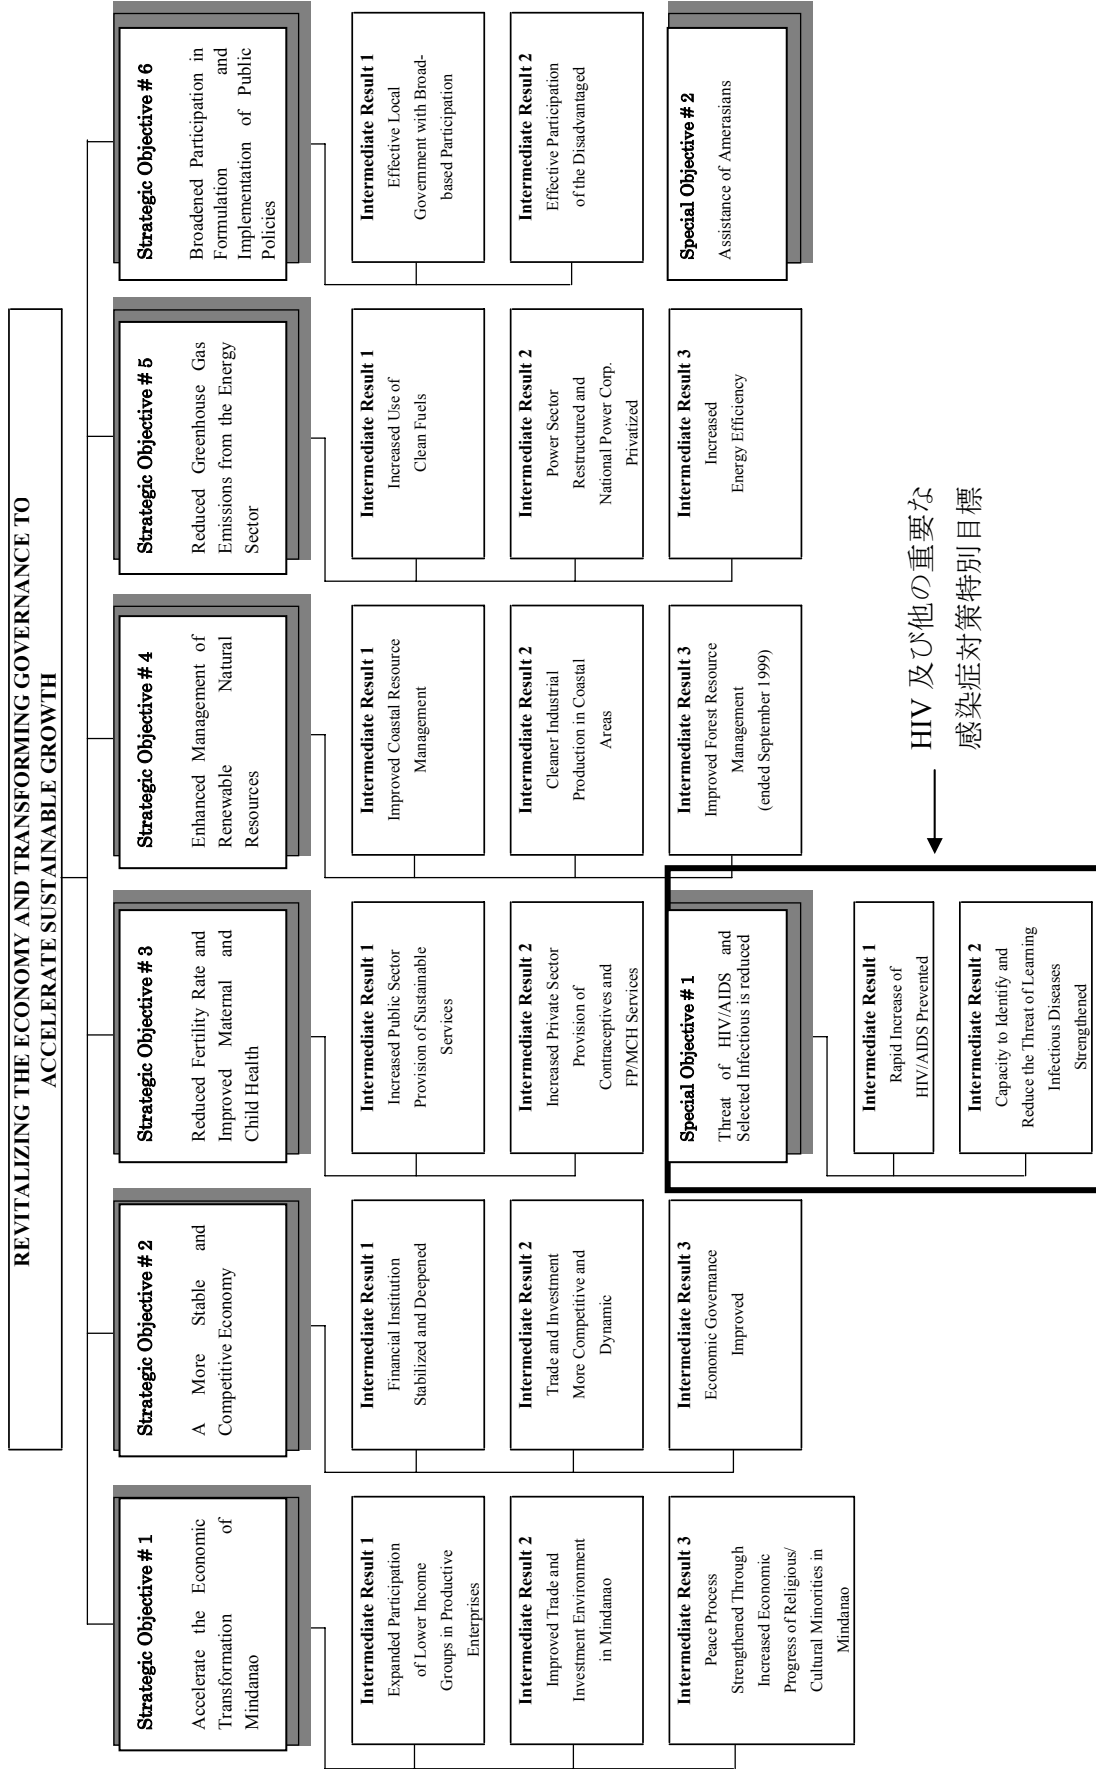 REVITALIZING THE ECONOMY AND TRANSFORMING GOVERNANCE TO
ACCELERATE SUSTAINABLE GROWTH
Strategic Objective # 1
Accelerate the Economic
Transformation of
Mindanao
Intermediate Result 1
Expanded Participation
of Lower Income
Groups in Productive
Enterprises
Intermediate Result 2
Improved Trade and
Investment Environment
in Mindanao
Intermediate Result 3
Peace Process
Strengthened Through
Increased Economic
Progress of Religious/
Cultural Minorities in
Mindanao
Strategic Objective # 2
A More Stable and
Competitive Economy
Intermediate Result 1
Financial Institution
Stabilized and Deepened
Intermediate Result 2
Trade and Investment
More Competitive and
Dynamic
Intermediate Result 3
Economic Governance
Improved
Strategic Objective # 3
Reduced Fertility Rate and
Improved Maternal and
Child Health
Intermediate Result 1
Increased Public Sector
Provision of Sustainable
Services
Intermediate Result 2
Increased Private Sector
Provision of
Contraceptives and
FP/MCH Services
Special Objective # 1
Threat of HIV/AIDS and
Selected Infectious is reduced
Intermediate Result 1
Rapid Increase of
HIV/AIDS Prevented
Intermediate Result 2
Capacity to Identify and
Reduce the Threat of Learning
Infectious Diseases
Strengthened
Strategic Objective # 4
Enhanced Management of
Renewable Natural
Resources
Intermediate Result 1
Improved Coastal Resource
Management
Intermediate Result 2
Cleaner Industrial
Production in Coastal
Areas
Intermediate Result 3
Improved Forest Resource
Management
(ended September 1999)
HIV 及び他の重要な
感染症対策特別目標
Strategic Objective # 5
Reduced Greenhouse Gas
Emissions from the Energy
Sector
Intermediate Result 1
Increased Use of
Clean Fuels
Intermediate Result 2
Power Sector
Restructured and
National Power Corp.
Privatized
Intermediate Result 3
Increased
Energy Efficiency
Strategic Objective # 6
Broadened Participation in
Formulation and
Implementation of Public
Policies
Intermediate Result 1
Effective Local
Government with Broad-
based Participation
Intermediate Result 2
Effective Participation
of the Disadvantaged
Special Objective # 2
Assistance of Amerasians